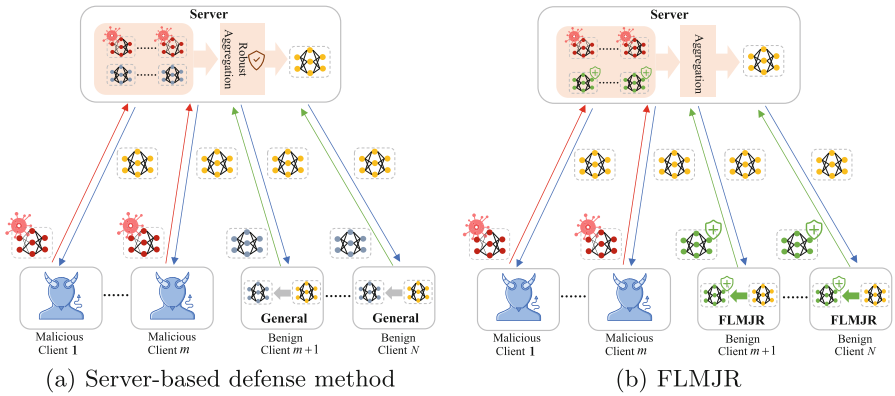 Server
Robust
Aggregation
General
General
Malicious
Client 1
Malicious
Client m
Benign
Client m+1
Benign
Client N
(a) Server-based defense method
Server
Aggregation
FLMJR
FLMJR
Malicious
Client 1
Malicious
Client m
Benign
Client m+1
Benign
Client N
(b) FLMJR